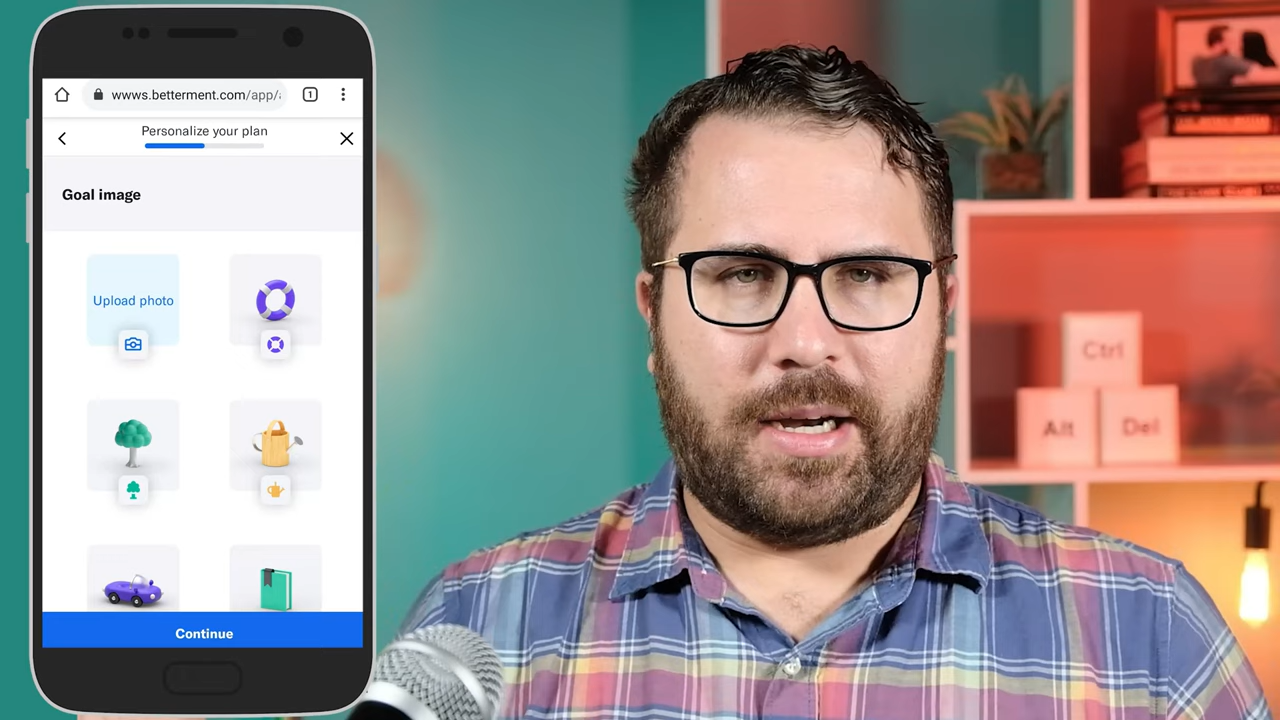 wwws.betterment.com/app/
1
Personalize your plan
Goal image
Upload photo
Continue
Ctrl
Alt
Del